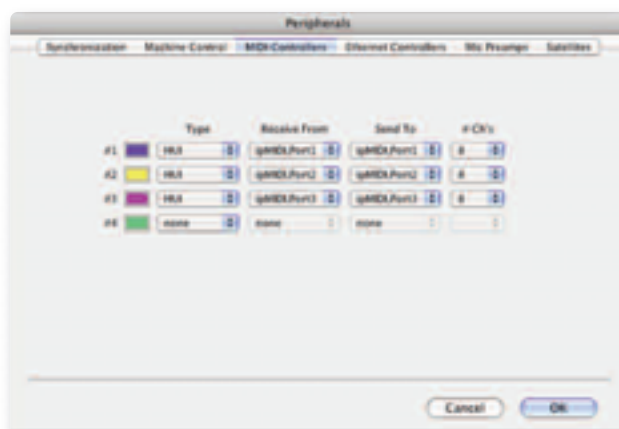 Peripherals
Synchronization Machine Control MIDI Controllers Ethernet Controllers Mic Preamps Satellites
Type Receive From Send To # Ch's
#1 HUI ipMIDI,Port1 ipMIDI,Port1 8
#2 HUI ipMIDI,Port2 ipMIDI,Port2 8
#3 HUI ipMIDI,Port3 ipMIDI,Port3 8
#4 none none none
Cancel OK